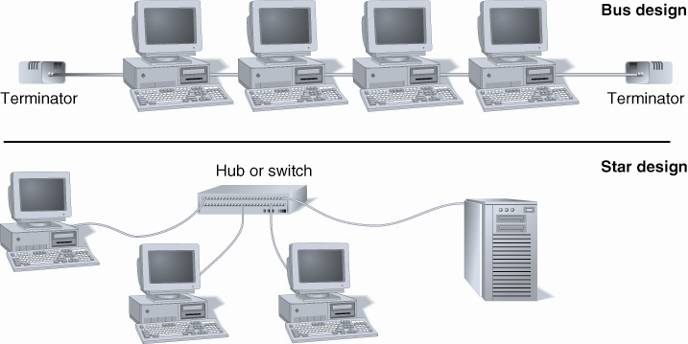 Bus design
Terminator
Terminator
Star design
Hub or switch